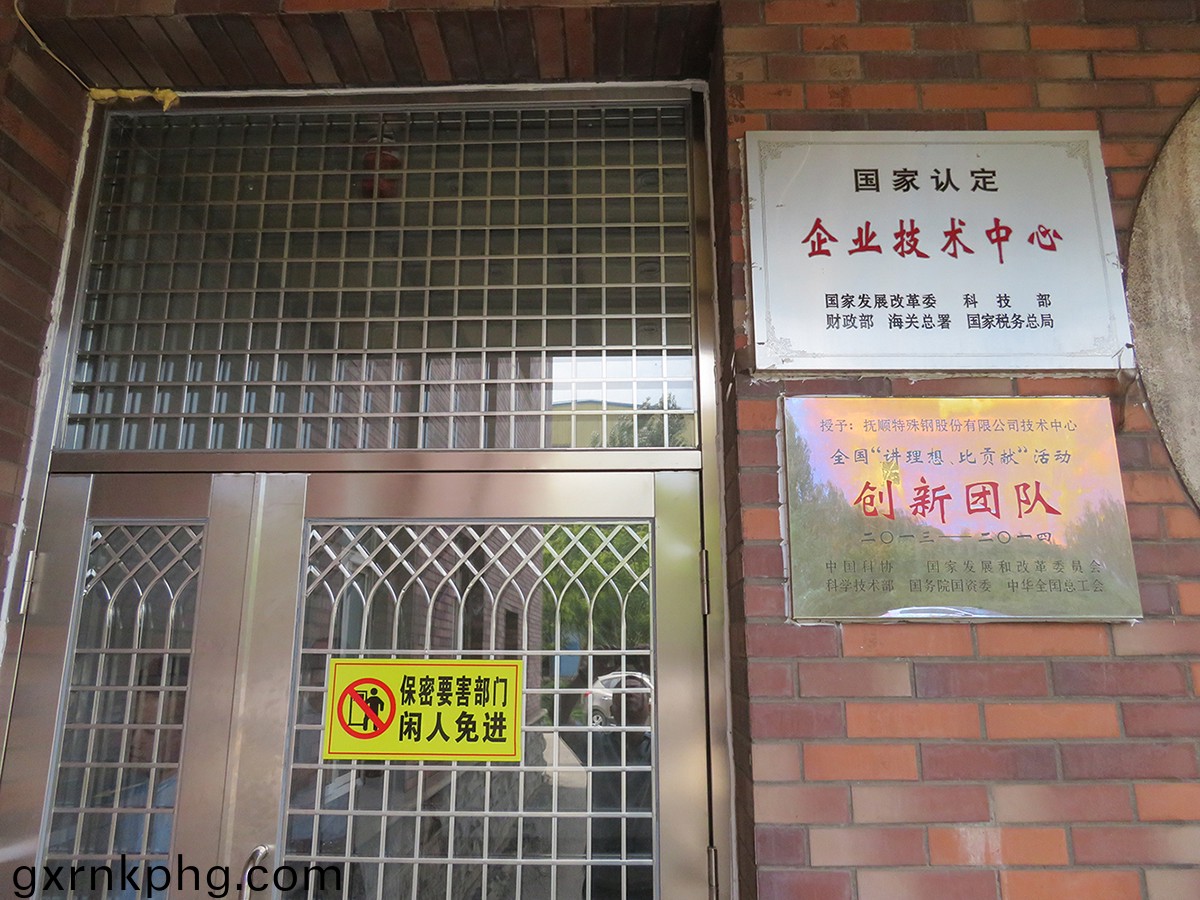 国家认定
企业技术中心
国家发展改革委 科技部
财政部 海关总署 国家税务总局
授予：抚顺特殊钢股份有限公司技术中心
全国“讲理想、比贡献”活动
创新团队
二〇一三——二〇一四
中国科协 国家发展和改革委员会
科学技术部 国务院国资委 中华全国总工会
保密要害部门
闲人免进
gxrnkphg.com